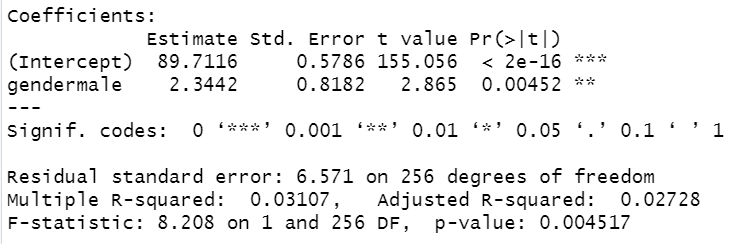 Coefficients:
            Estimate Std. Error t value Pr(>|t|)
(Intercept)  89.7116     0.5786 155.056  < 2e-16 ***
gendermale    2.3442     0.8182   2.865  0.00452 **
---
Signif. codes:  0 ‘***’ 0.001 ‘**’ 0.01 ‘*’ 0.05 ‘.’ 0.1 ‘ ’ 1
Residual standard error: 6.571 on 256 degrees of freedom
Multiple R-squared:  0.03107,	Adjusted R-squared:  0.02728
F-statistic: 8.208 on 1 and 256 DF,  p-value: 0.004517